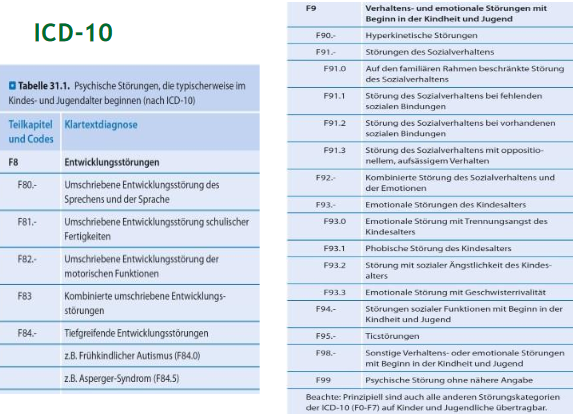 ICD-10
Tabelle 31.1. Psychische Störungen, die typischerweise im
Kindes- und Jugendalter beginnen (nach ICD-10)
Teilkapitel Klartextdiagnose
und Codes
F8 Entwicklungsstörungen
F80.- Umschriebene Entwicklungsstörung des
Sprechens und der Sprache
F81.- Umschriebene Entwicklungsstörung schulischer
Fertigkeiten
F82.- Umschriebene Entwicklungsstörung der
motorischen Funktionen
F83 Kombinierte umschriebene Entwicklungs-
störungen
F84.- Tiefgreifende Entwicklungsstörungen
z.B. Frühkindlicher Autismus (F84.0)
z.B. Asperger-Syndrom (F84.5)
F9 Verhaltens- und emotionale Störungen mit
Beginn in der Kindheit und Jugend
F90.- Hyperkinetische Störungen
F91.- Störungen des Sozialverhaltens
F91.0 Auf den familiären Rahmen beschränkte Störung
des Sozialverhaltens
F91.1 Störung des Sozialverhaltens bei fehlenden
sozialen Bindungen
F91.2 Störung des Sozialverhaltens bei vorhandenen
sozialen Bindungen
F91.3 Störung des Sozialverhaltens mit oppositio-
nellem, aufsässigem Verhalten
F92.- Kombinierte Störung des Sozialverhaltens und
der Emotionen
F93.- Emotionale Störungen des Kindesalters
F93.0 Emotionale Störung mit Trennungsangst des
Kindesalters
F93.1 Phobische Störung des Kindesalters
F93.2 Störung mit sozialer Ängstlichkeit des Kindes-
alters
F93.3 Emotionale Störung mit Geschwisterrivalität
F94.- Störungen sozialer Funktionen mit Beginn in der
Kindheit und Jugend
F95.- Ticstörungen
F98.- Sonstige Verhaltens- oder emotionale Störungen
mit Beginn in der Kindheit und Jugend
F99 Psychische Störung ohne nähere Angabe
Beachte: Prinzipiell sind auch alle anderen Störungskategorien
der ICD-10 (F0-F7) auf Kinder und Jugendliche übertragbar.